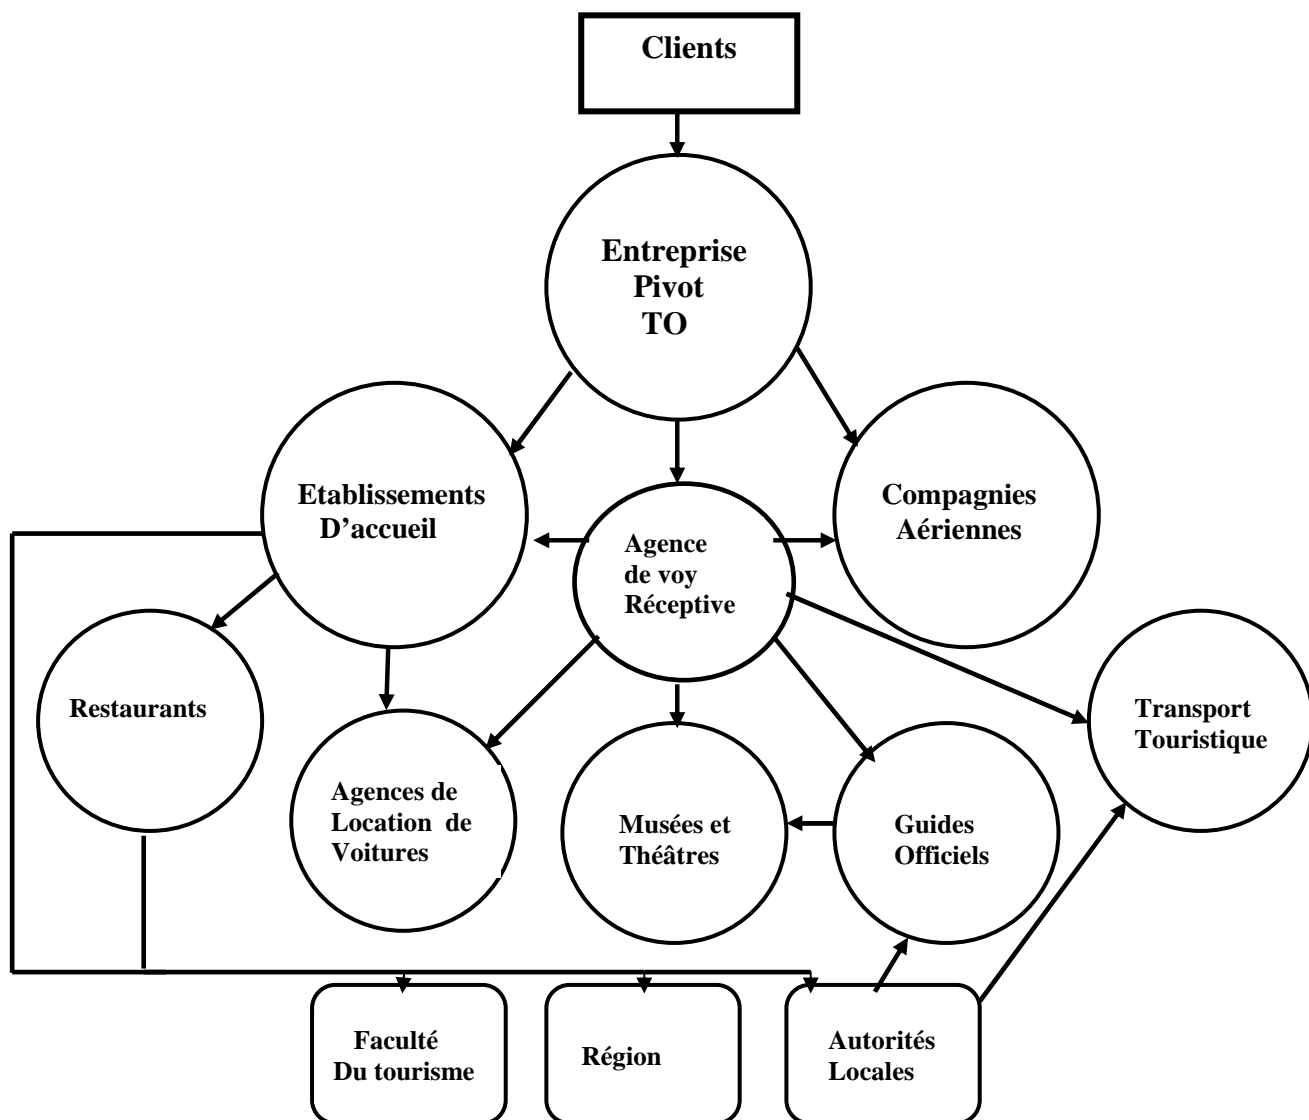 Clients
Entreprise
Pivot
TO
Etablissements
D’accueil
Compagnies
Aériennes
Agence
de voy
Réceptive
Restaurants
Transport
Touristique
Agences de
Location de
Voitures
Musées et
Théâtres
Guides
Officiels
Faculté
Du tourisme
Région
Autorités
Locales